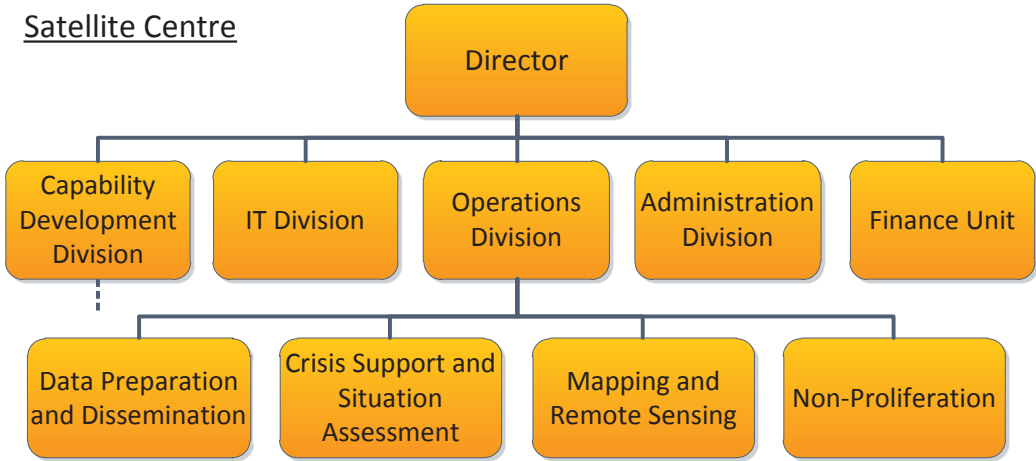 Satellite Centre
Director
Capability
Development
Division
IT Division
Operations
Division
Administration
Division
Finance Unit
Data Preparation
and Dissemination
Crisis Support and
Situation
Assessment
Mapping and
Remote Sensing
Non-Proliferation